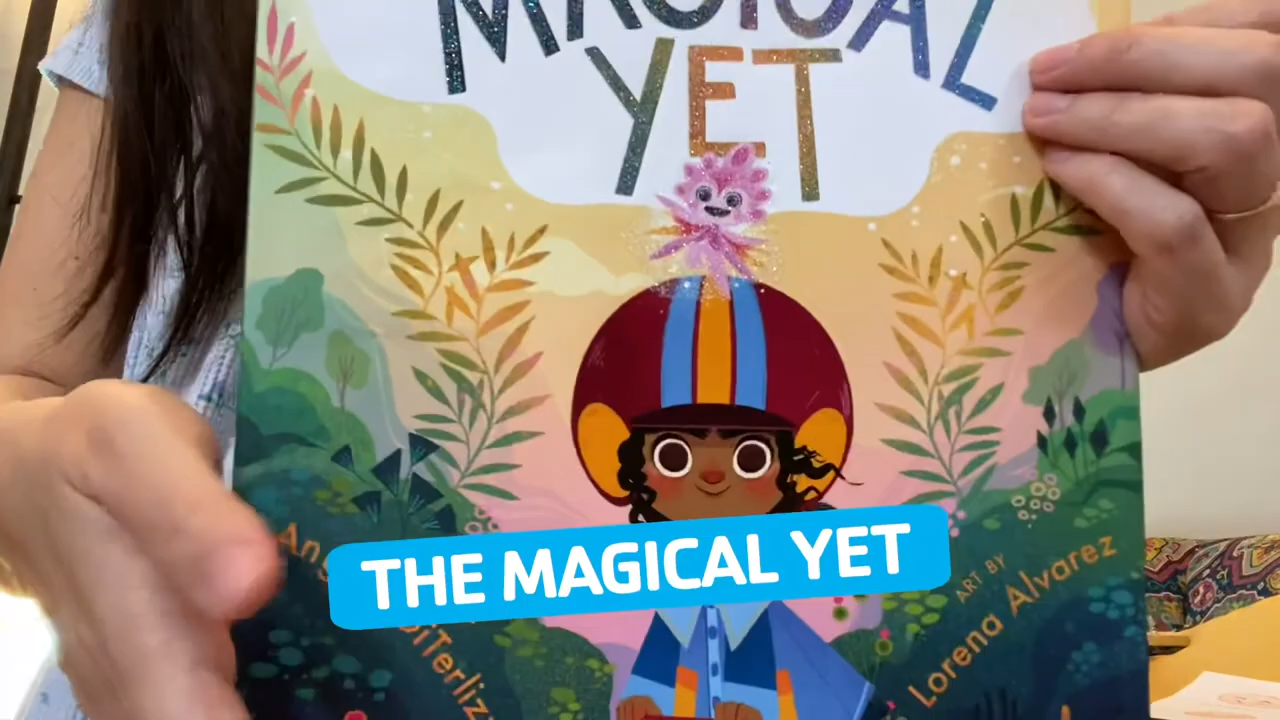 MAGICAL
YET
THE MAGICAL YET
ART BY
Lorena Alvarez